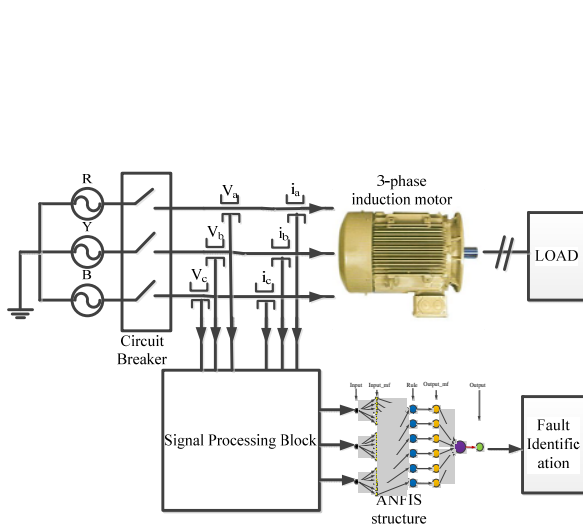 R
Y
B
Circuit
Breaker
Va
ia
Vb
ib
Vc
ic
3-phase
induction motor
LOAD
Signal Processing Block
Input
Input_mf
Rule
Output_mf
Output
ANFIS
structure
Fault
Identific
ation